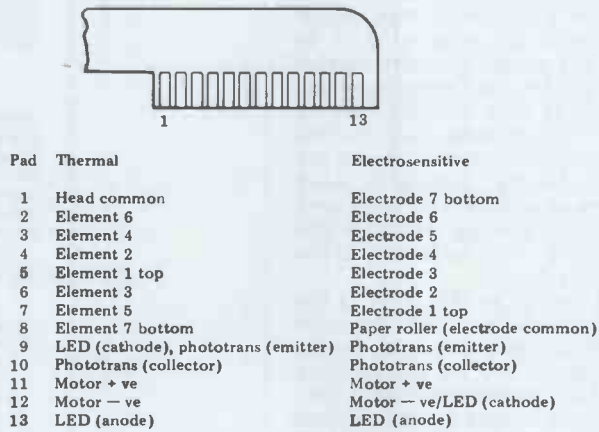 1 13
Pad Thermal Electrosensitive
1 Head common Electrode 7 bottom
2 Element 6 Electrode 6
3 Element 4 Electrode 5
4 Element 2 Electrode 4
5 Element 1 top Electrode 3
6 Element 3 Electrode 2
7 Element 5 Electrode 1 top
8 Element 7 bottom Paper roller (electrode common)
9 LED (cathode), phototrans (emitter) Phototrans (emitter)
10 Phototrans (collector) Phototrans (collector)
11 Motor + ve Motor + ve
12 Motor — ve Motor — ve/LED (cathode)
13 LED (anode) LED (anode)